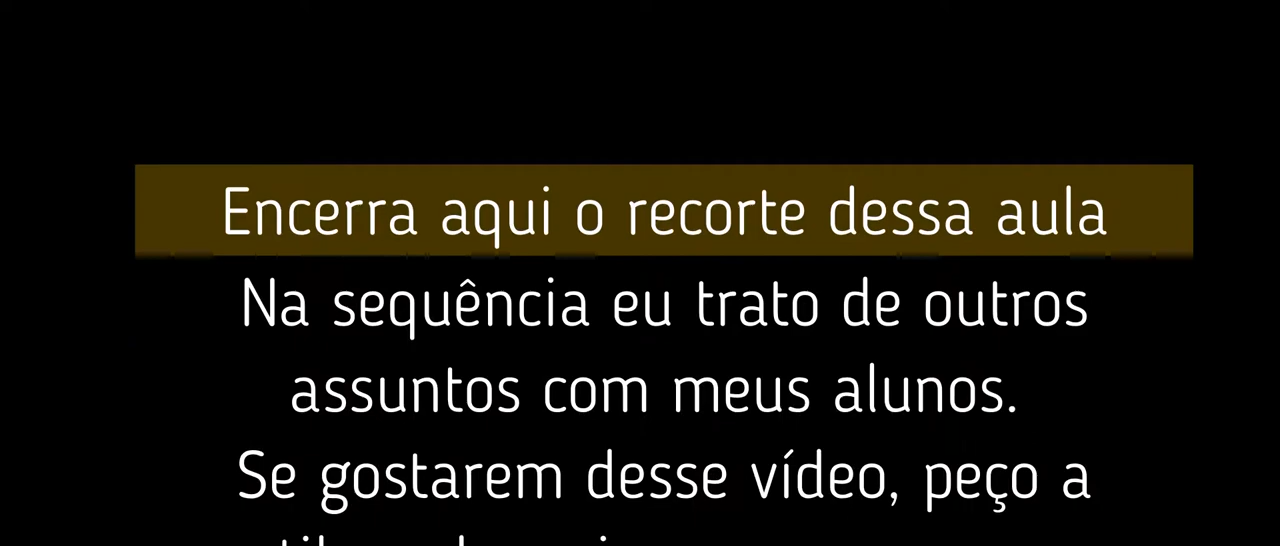 Encerra aqui o recorte dessa aula
Na sequência eu trato de outros
assuntos com meus alunos.
Se gostarem desse vídeo, peço a